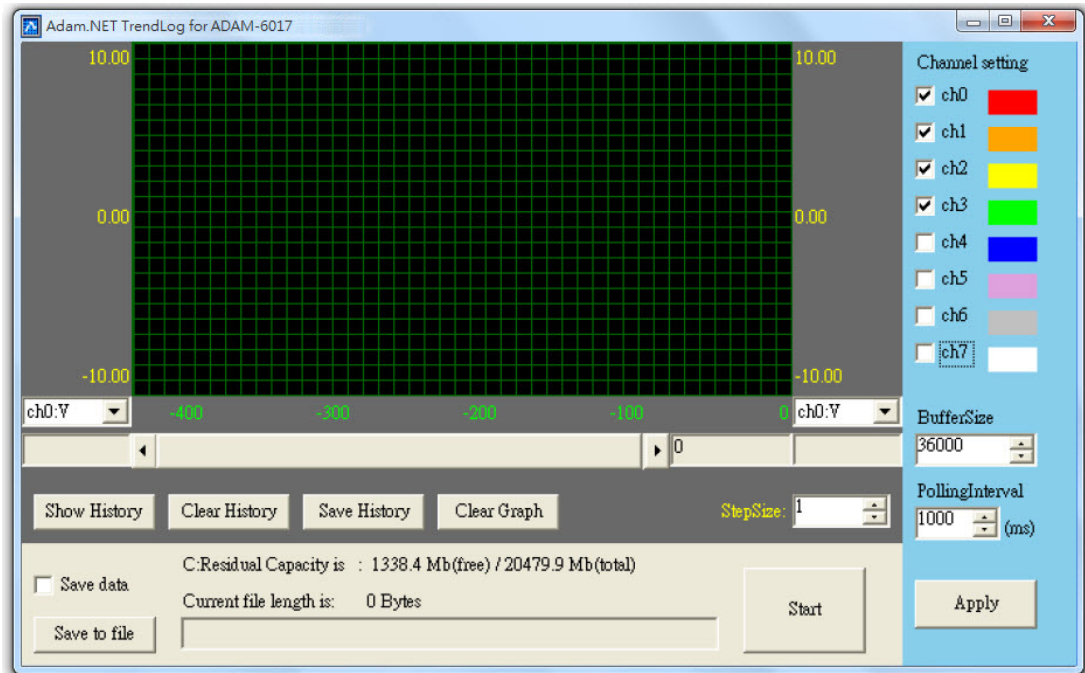 Adam.NET TrendLog for ADAM-6017
10.00
10.00
0.00
0.00
-10.00
-10.00
ch0:V
-400
-300
-200
-100
0
ch0:V
0
Show History
Clear History
Save History
Clear Graph
StepSize:
1
Save data
Save to file
C:Residual Capacity is : 1338.4 Mb(free) / 20479.9 Mb(total)
Current file length is: 0 Bytes
Start
Channel setting
ch0
ch1
ch2
ch3
ch4
ch5
ch6
ch7
BufferSize
36000
PollingInterval
1000 (ms)
Apply